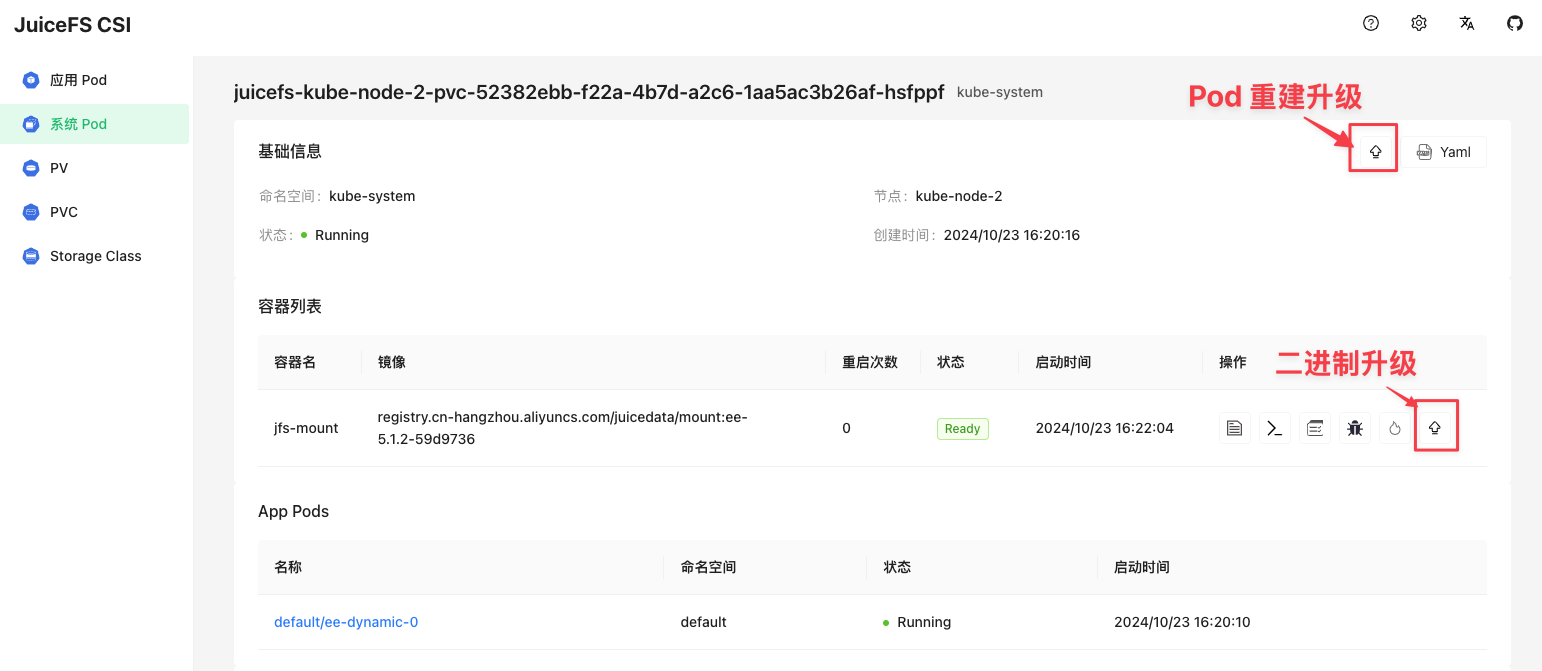 JuiceFS CSI
应用 Pod
系统 Pod
PV
PVC
Storage Class
juicefs-kube-node-2-pvc-52382ebb-f22a-4b7d-a2c6-1aa5ac3b26af-hsfppf kube-system
Pod 重建升级
基础信息
Yaml
命名空间: kube-system
节点: kube-node-2
状态: Running
创建时间: 2024/10/23 16:20:16
容器列表
二进制升级
容器名 镜像 重启次数 状态 启动时间 操作
jfs-mount registry.cn-hangzhou.aliyuncs.com/juicedata/mount:ee-
5.1.2-59d9736 0 Ready 2024/10/23 16:22:04
App Pods
名称 命名空间 状态 启动时间
default/ee-dynamic-0 default Running 2024/10/23 16:20:10